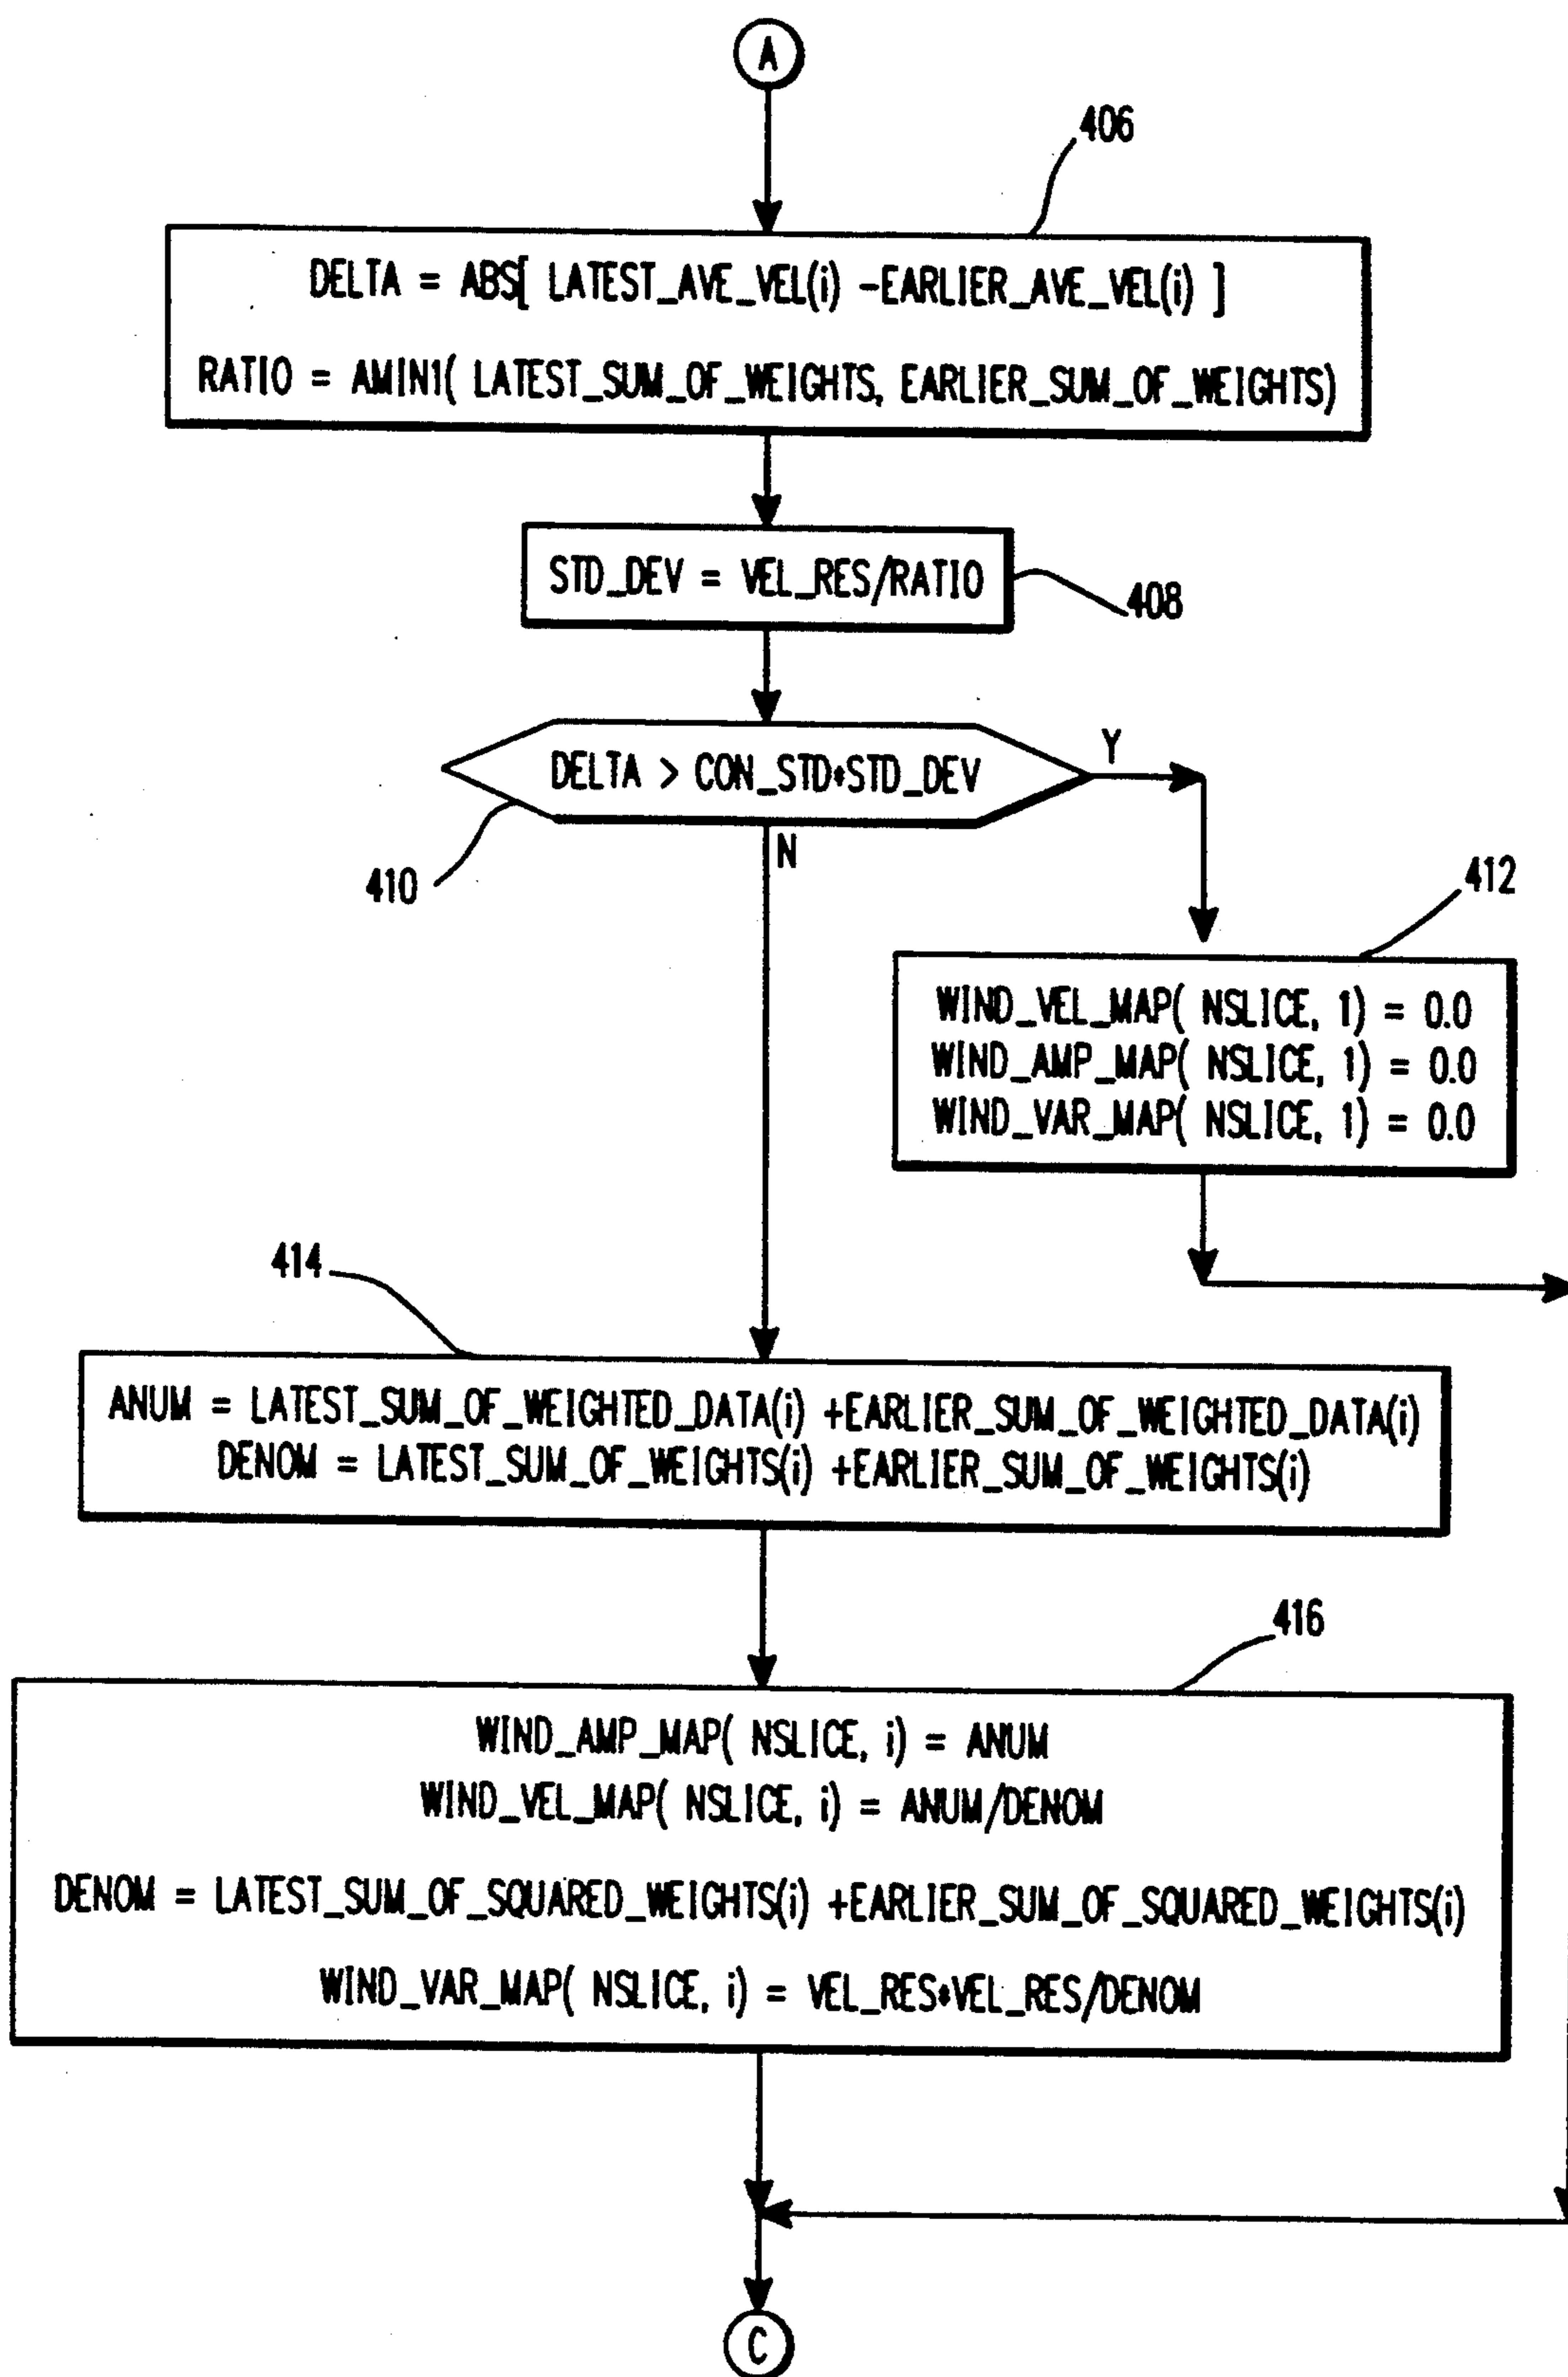 A
406
DELTA = ABS[ LATEST_AVE_VEL(i) -EARLIER_AVE_VEL(i) ]
RATIO = AMIN1( LATEST_SUM_OF_WEIGHTS, EARLIER_SUM_OF_WEIGHTS)
STD_DEV = VEL_RES/RATIO
408
DELTA > CON_STD*STD_DEV
Y
N
410
412
WIND_VEL_MAP( NSLICE, 1) = 0.0
WIND_AMP_MAP( NSLICE, 1) = 0.0
WIND_VAR_MAP( NSLICE, 1) = 0.0
414
ANUM = LATEST_SUM_OF_WEIGHTED_DATA(i) +EARLIER_SUM_OF_WEIGHTED_DATA(i)
DENOM = LATEST_SUM_OF_WEIGHTS(i) +EARLIER_SUM_OF_WEIGHTS(i)
416
WIND_AMP_MAP( NSLICE, i) = ANUM
WIND_VEL_MAP( NSLICE, i) = ANUM/DENOM
DENOM = LATEST_SUM_OF_SQUARED_WEIGHTS(i) +EARLIER_SUM_OF_SQUARED_WEIGHTS(i)
WIND_VAR_MAP( NSLICE, i) = VEL_RES*VEL_RES/DENOM
C